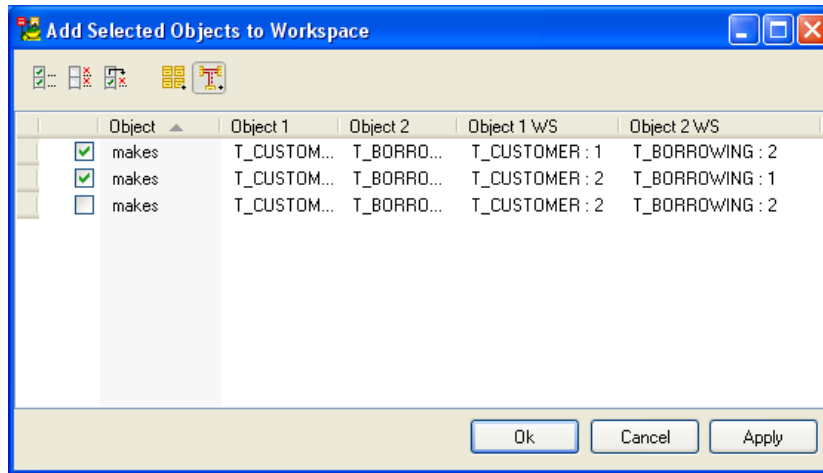 Add Selected Objects to Workspace
Object Object 1 Object 2 Object 1 WS Object 2 WS
makes T_CUSTOM... T_BORRO... T_CUSTOMER : 1 T_BORROWING : 2
makes T_CUSTOM... T_BORRO... T_CUSTOMER : 2 T_BORROWING : 1
makes T_CUSTOM... T_BORRO... T_CUSTOMER : 2 T_BORROWING : 2
Ok Cancel Apply